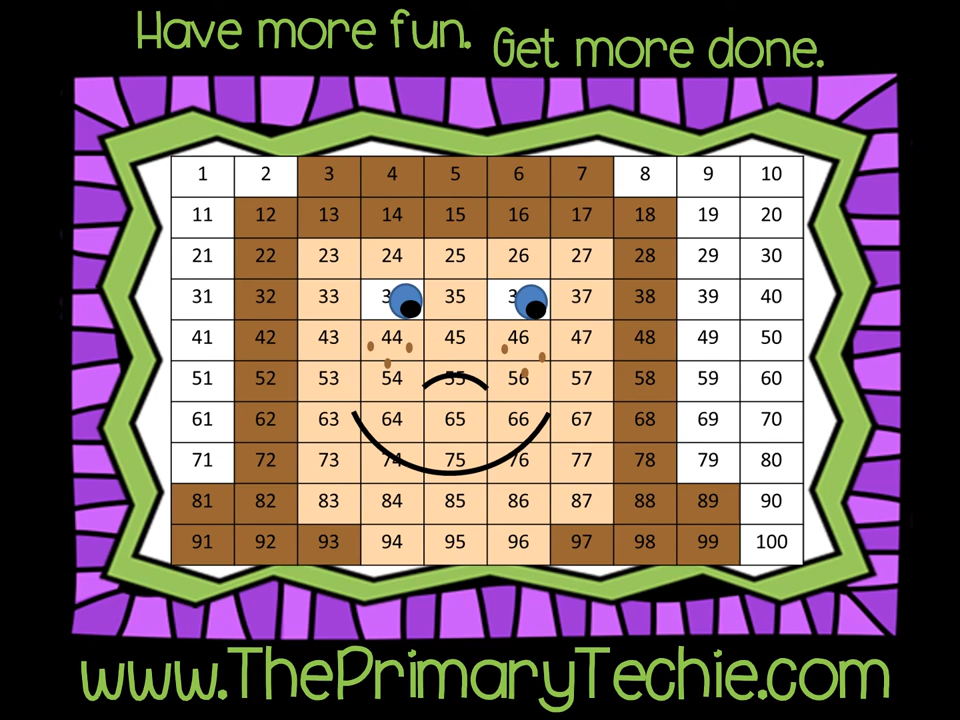 Have more fun. Get more done.
1 2 3 4 5 6 7 8 9 10
11 12 13 14 15 16 17 18 19 20
21 22 23 24 25 26 27 28 29 30
31 32 33 35 37 38 39 40
41 42 43 44 45 46 47 48 49 50
51 52 53 54 55 56 57 58 59 60
61 62 63 64 65 66 67 68 69 70
71 72 73 74 75 76 77 78 79 80
81 82 83 84 85 86 87 88 89 90
91 92 93 94 95 96 97 98 99 100
www.ThePrimaryTechie.com